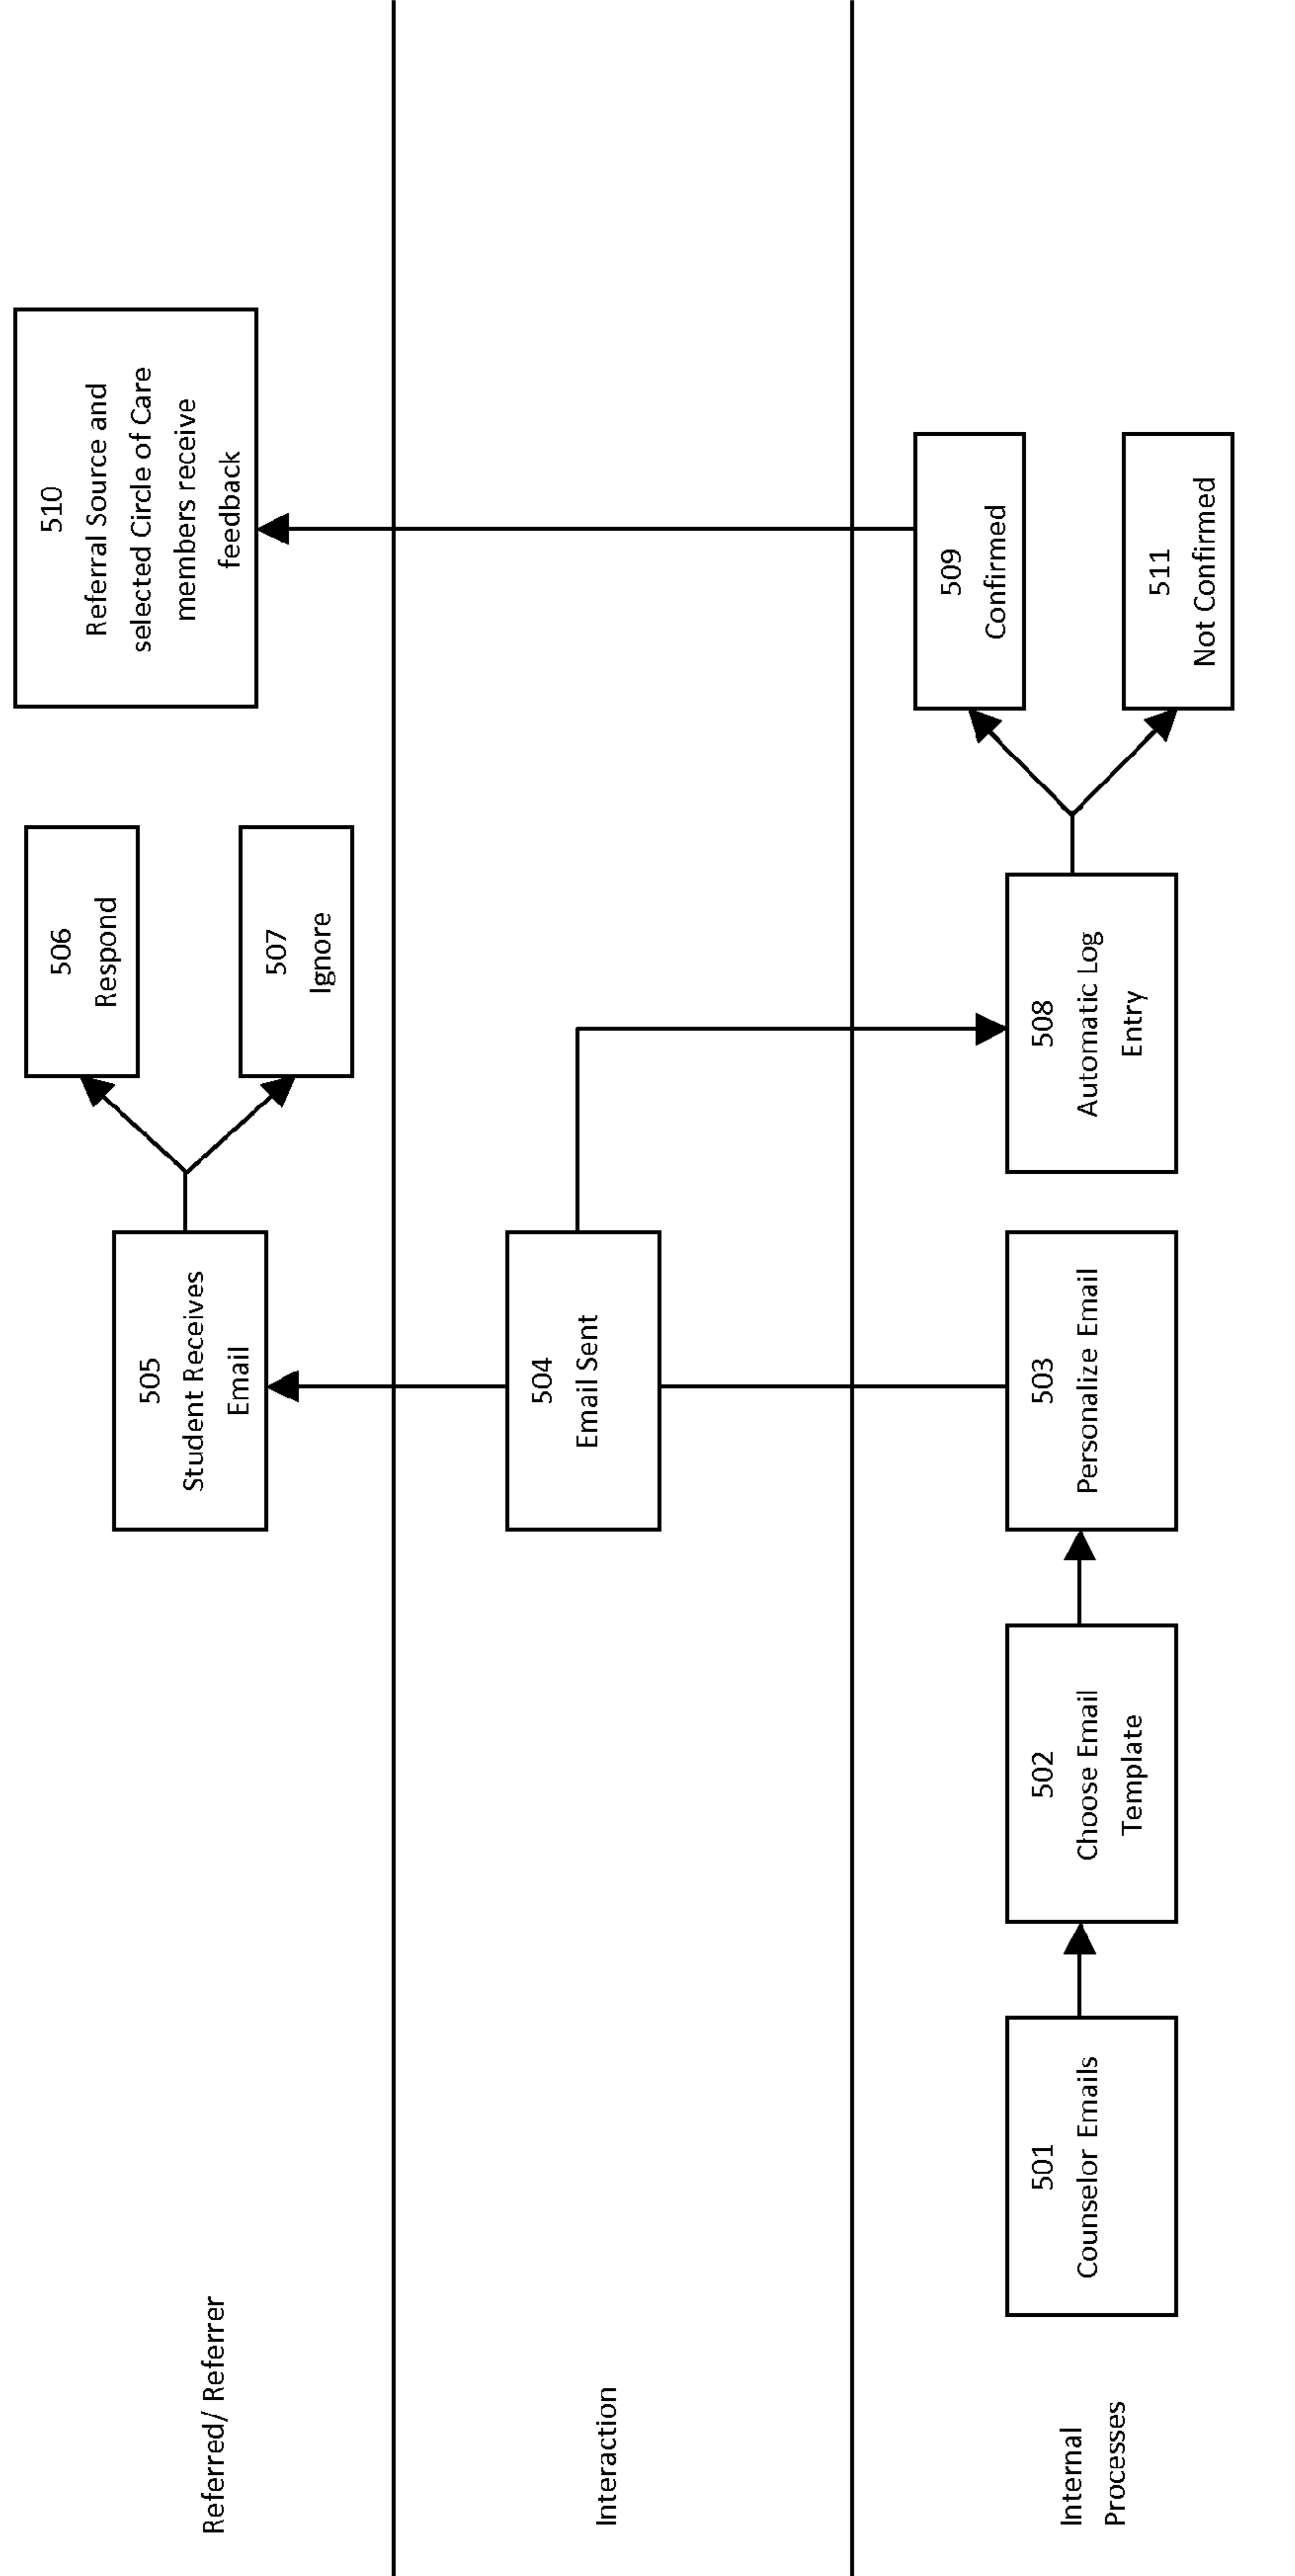 Referred/ Referrer
505
Student Receives
Email
506
Respond
507
Ignore
510
Referral Source and
selected Circle of Care
members receive
feedback
Interaction
504
Email Sent
Internal
Processes
501
Counselor Emails
502
Choose Email
Template
503
Personalize Email
508
Automatic Log
Entry
509
Confirmed
511
Not Confirmed